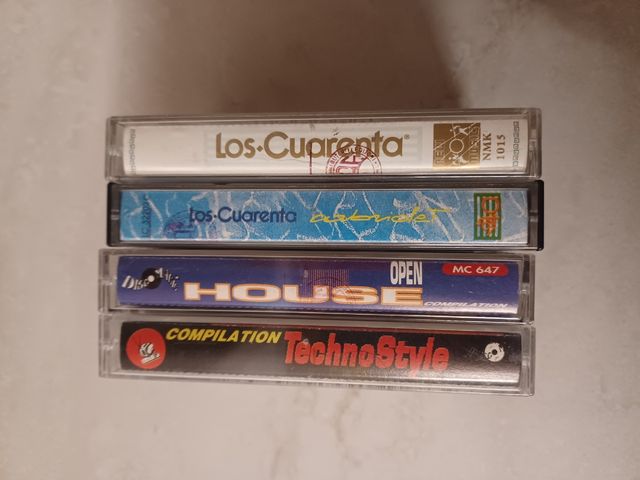 Los·Cuarenta®
NMK
1015
Los·Cuarenta
OPEN
HOUSE
COMPILATION
MC 647
COMPILATION TechnoStyle